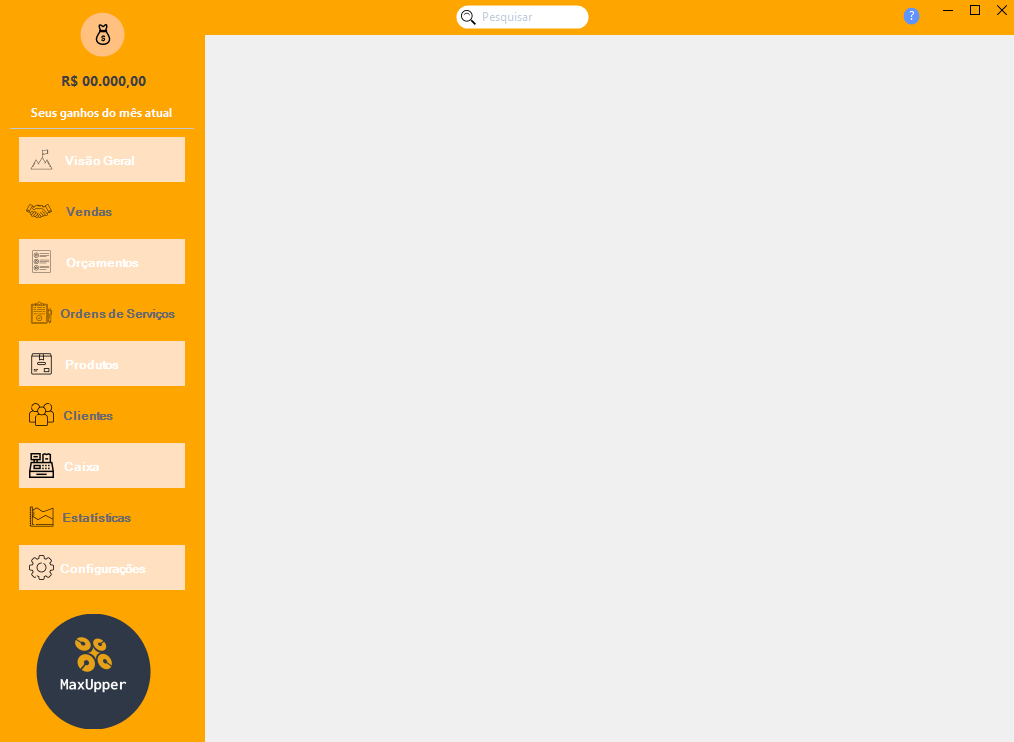 Pesquisar
?
R$ 00.000,00
Seus ganhos do mês atual
Visão Geral
Vendas
Orçamentos
Ordens de Serviços
Produtos
Clientes
Caixa
Estatísticas
Configurações
MaxUpper